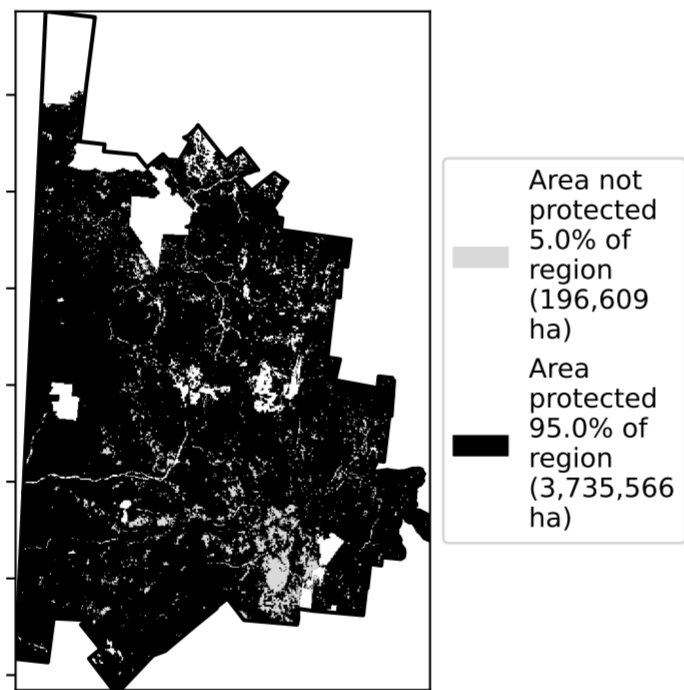 Area not
protected
5.0% of
region
(196,609
ha)
Area
protected
95.0% of
region
(3,735,566
ha)